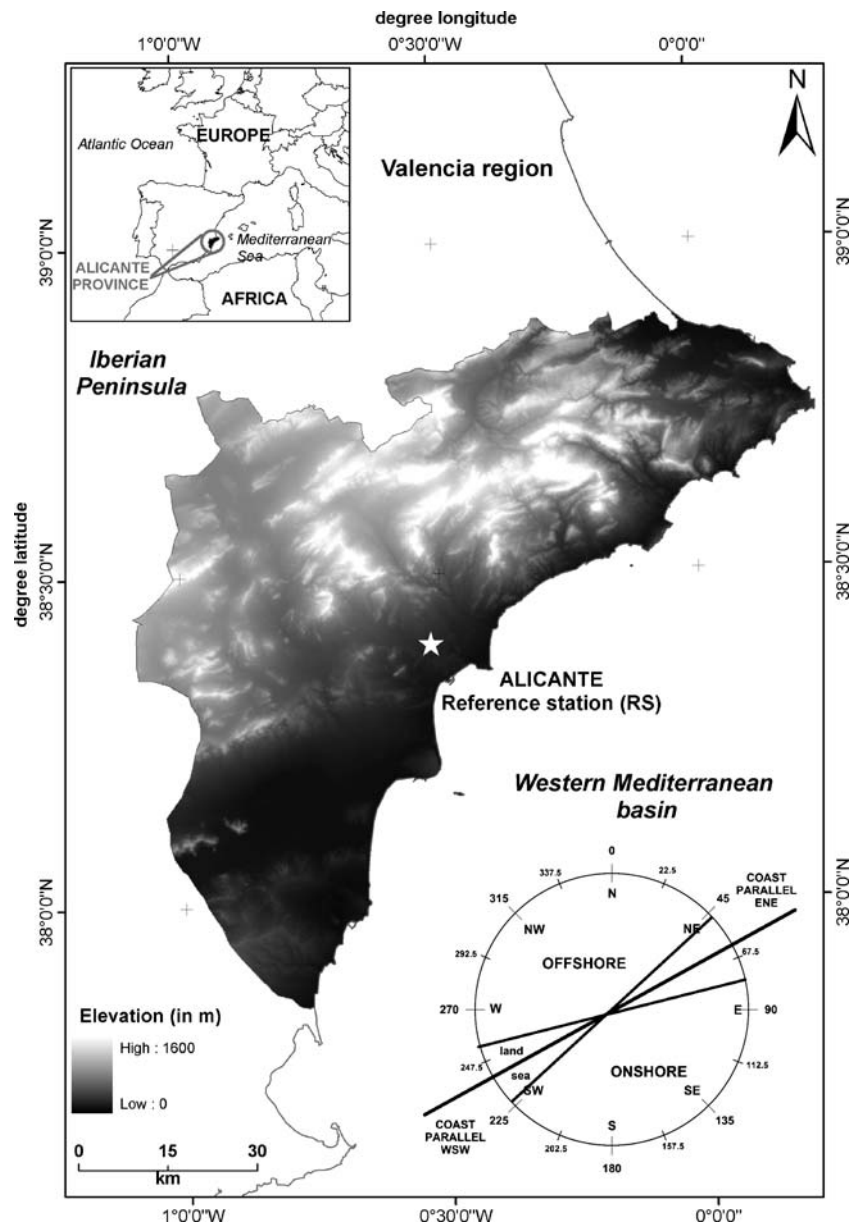 degree longitude
1°0'0"W
0°30'0"W
0°0'0"
N
EUROPE
Atlantic Ocean
Mediterranean
Sea
ALICANTE
PROVINCE
AFRICA
Valencia region
39°0'0"N
39°0'0"N
Iberian
Peninsula
degree latitude
38°30'0"N
38°30'0"N
ALICANTE
Reference station (RS)
Western Mediterranean
basin
38°0'0"N
38°0'0"N
0
337.5
22.5
N
315
45
COAST
PARALLEL
ENE
NW
NE
292.5
67.5
OFFSHORE
270
W
E
90
land
247.5
112.5
sea
ONSHORE
SW
SE
225
135
COAST
PARALLEL
WSW
S
202.5
157.5
180
Elevation (in m)
High : 1600
Low : 0
0
15
30
km
1°0'0"W
0°30'0"W
0°0'0"